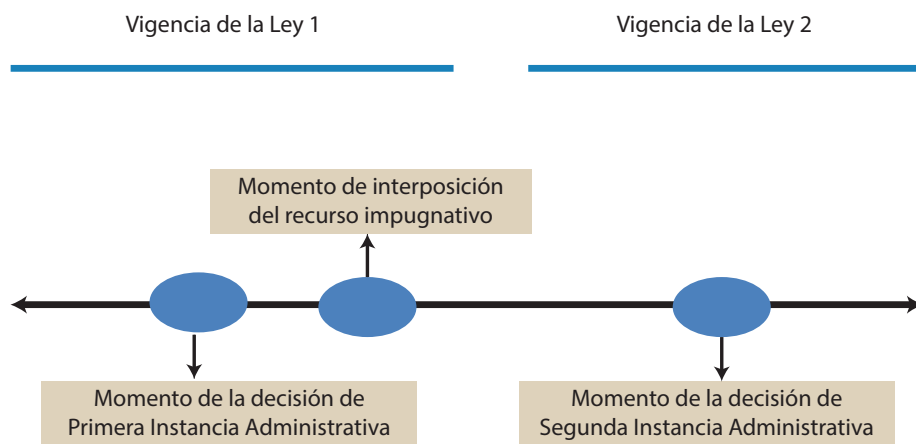 Vigencia de la Ley 1
Vigencia de la Ley 2
Momento de interposición
del recurso impugnativo
Momento de la decisión de
Primera Instancia Administrativa
Momento de la decisión de
Segunda Instancia Administrativa